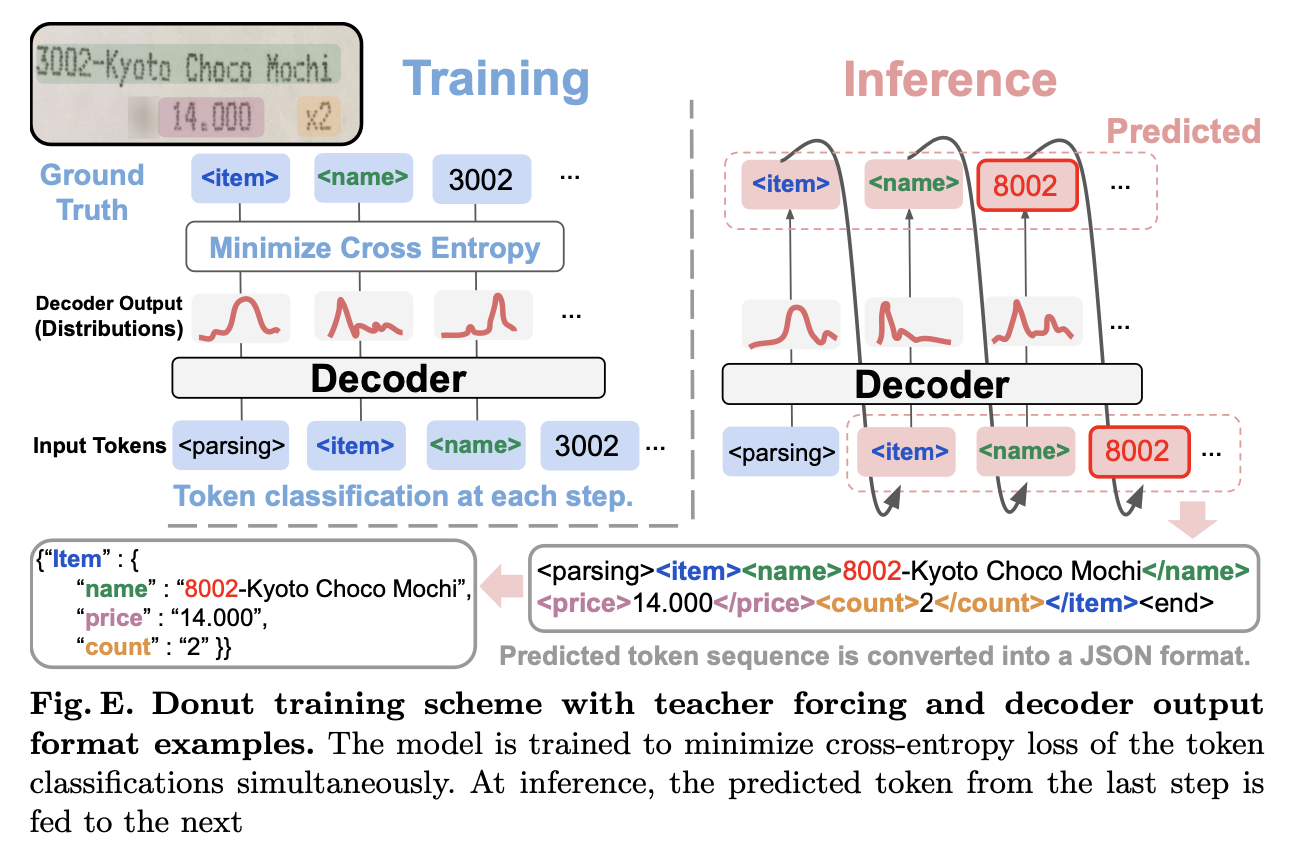 3002-Kyoto Choco Mochi
14.000 x2
Training
Ground
Truth
<item> <name> 3002 ...
Minimize Cross Entropy
Decoder Output
(Distributions)
...
Decoder
Input Tokens <parsing> <item> <name> 3002 ...
Token classification at each step.
Inference
Predicted
<item> <name> 8002 ...
...
Decoder
<parsing> <item> <name> 8002 ...
<parsing><item><name>8002-Kyoto Choco Mochi</name>
<price>14.000</price><count>2</count></item><end>
Predicted token sequence is converted into a JSON format.
{“Item” : {
“name” : “8002-Kyoto Choco Mochi”,
“price” : “14.000”,
“count” : “2” }}
Fig. E. Donut training scheme with teacher forcing and decoder output
format examples. The model is trained to minimize cross-entropy loss of the token
classifications simultaneously. At inference, the predicted token from the last step is
fed to the next